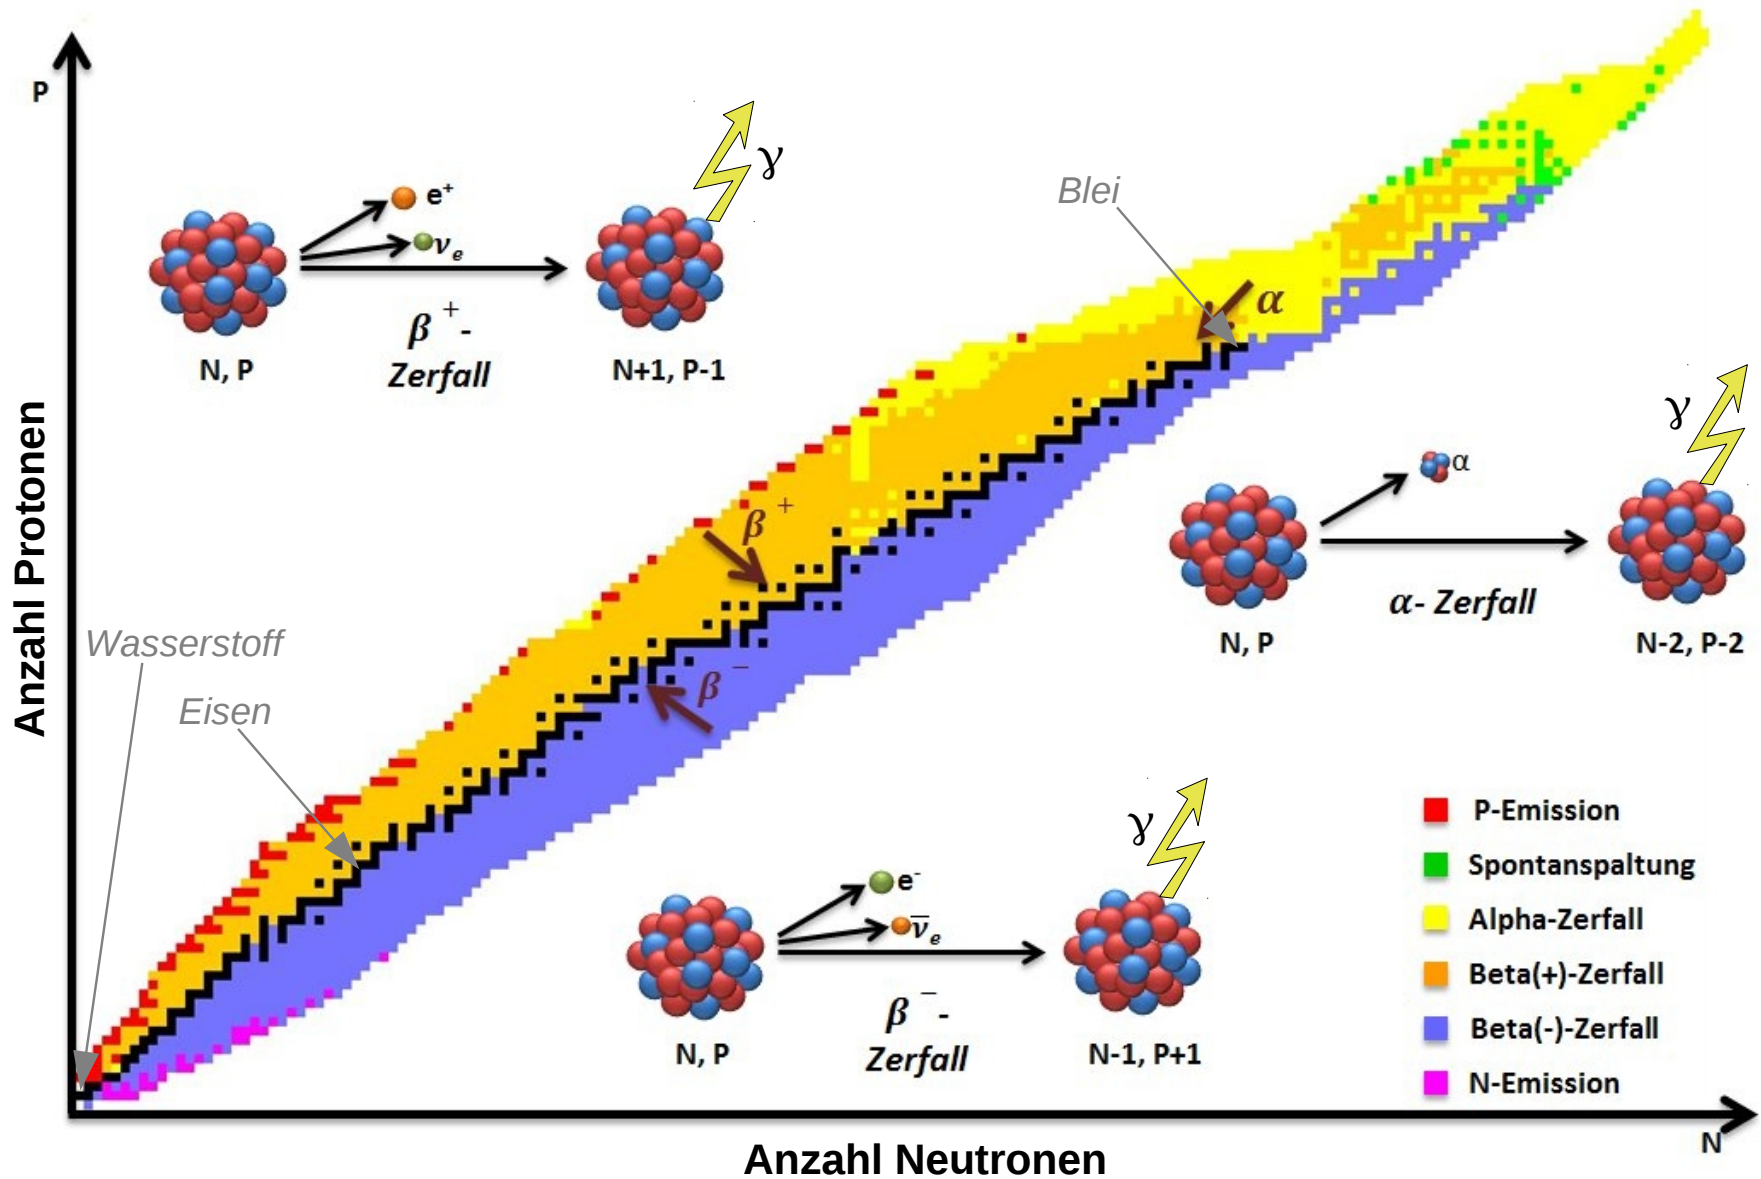 P
Anzahl Protonen
e⁺
νₑ
β⁺-
Zerfall
N, P
N+1, P-1
γ
Blei
α
Wasserstoff
Eisen
β⁺
β⁻
γ
α
α- Zerfall
N, P
N-2, P-2
γ
e⁻
ν̅ₑ
β⁻-
Zerfall
N, P
N-1, P+1
P-Emission
Spontanspaltung
Alpha-Zerfall
Beta(+)-Zerfall
Beta(-)-Zerfall
N-Emission
N
Anzahl Neutronen